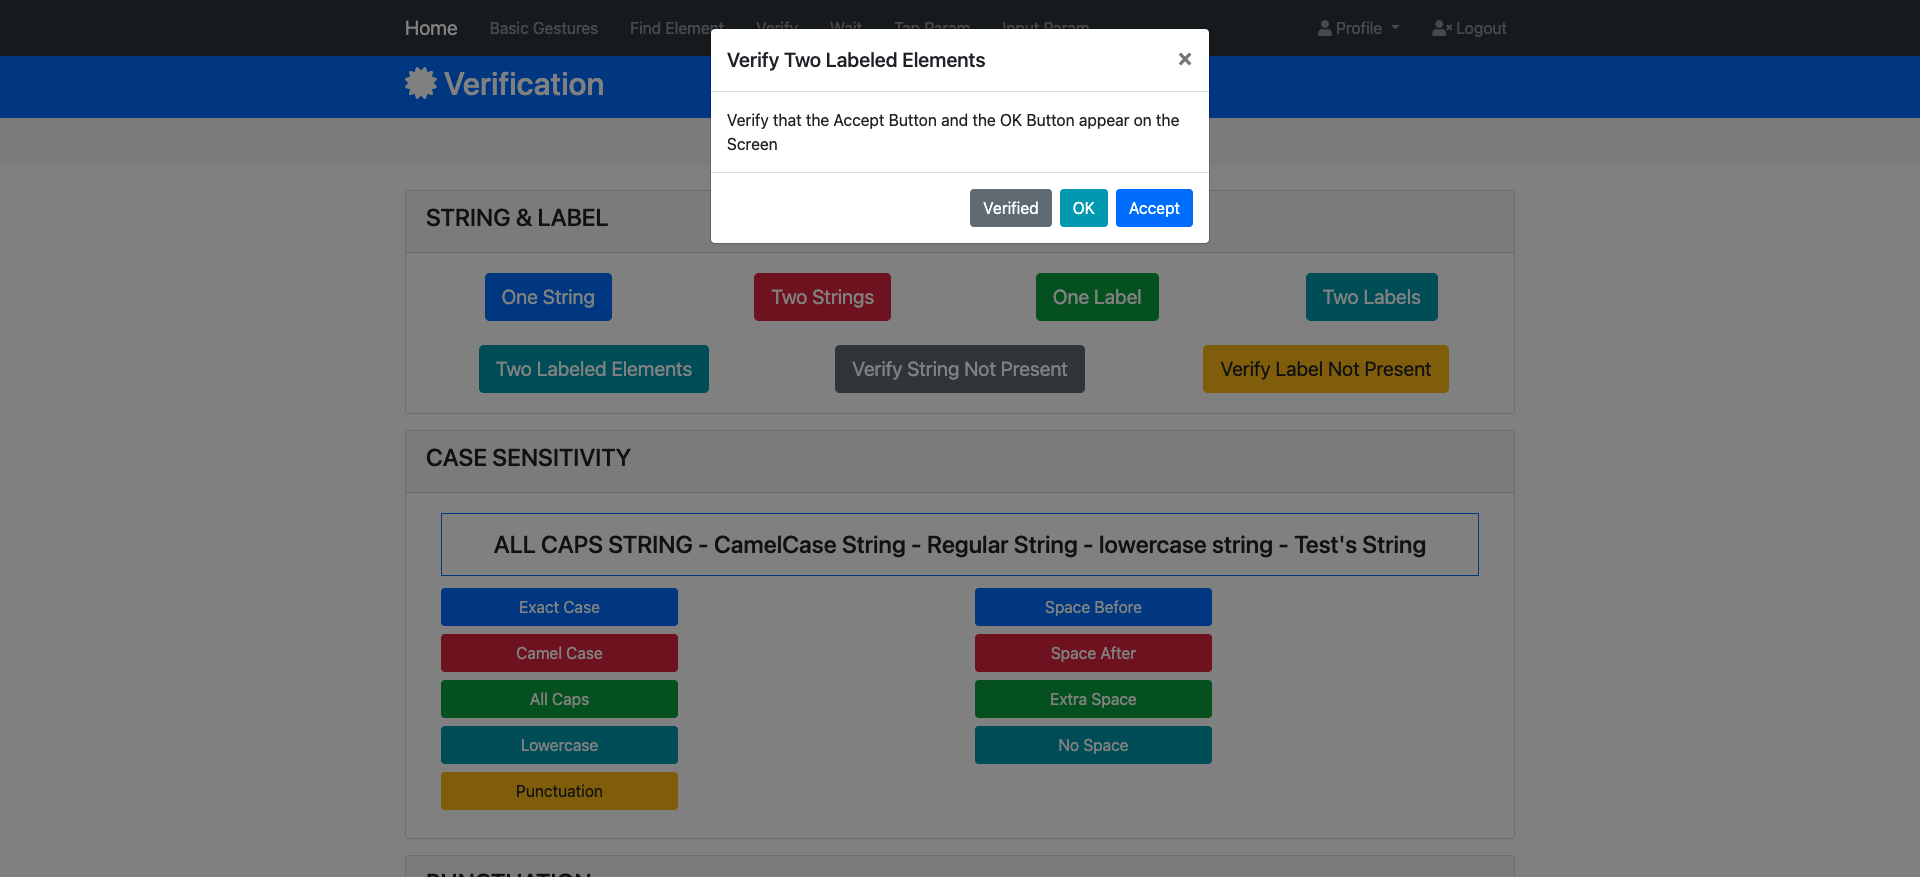 Home Basic Gestures Find Element Verify Wait Tap Param Input Param Profile Logout
Verification
Verify Two Labeled Elements ×
Verify that the Accept Button and the OK Button appear on the
Screen
Verified OK Accept
STRING & LABEL
One String Two Strings One Label Two Labels
Two Labeled Elements Verify String Not Present Verify Label Not Present
CASE SENSITIVITY
ALL CAPS STRING - CamelCase String - Regular String - lowercase string - Test's String
Exact Case Space Before
Camel Case Space After
All Caps Extra Space
Lowercase No Space
Punctuation
PUNCTUATION